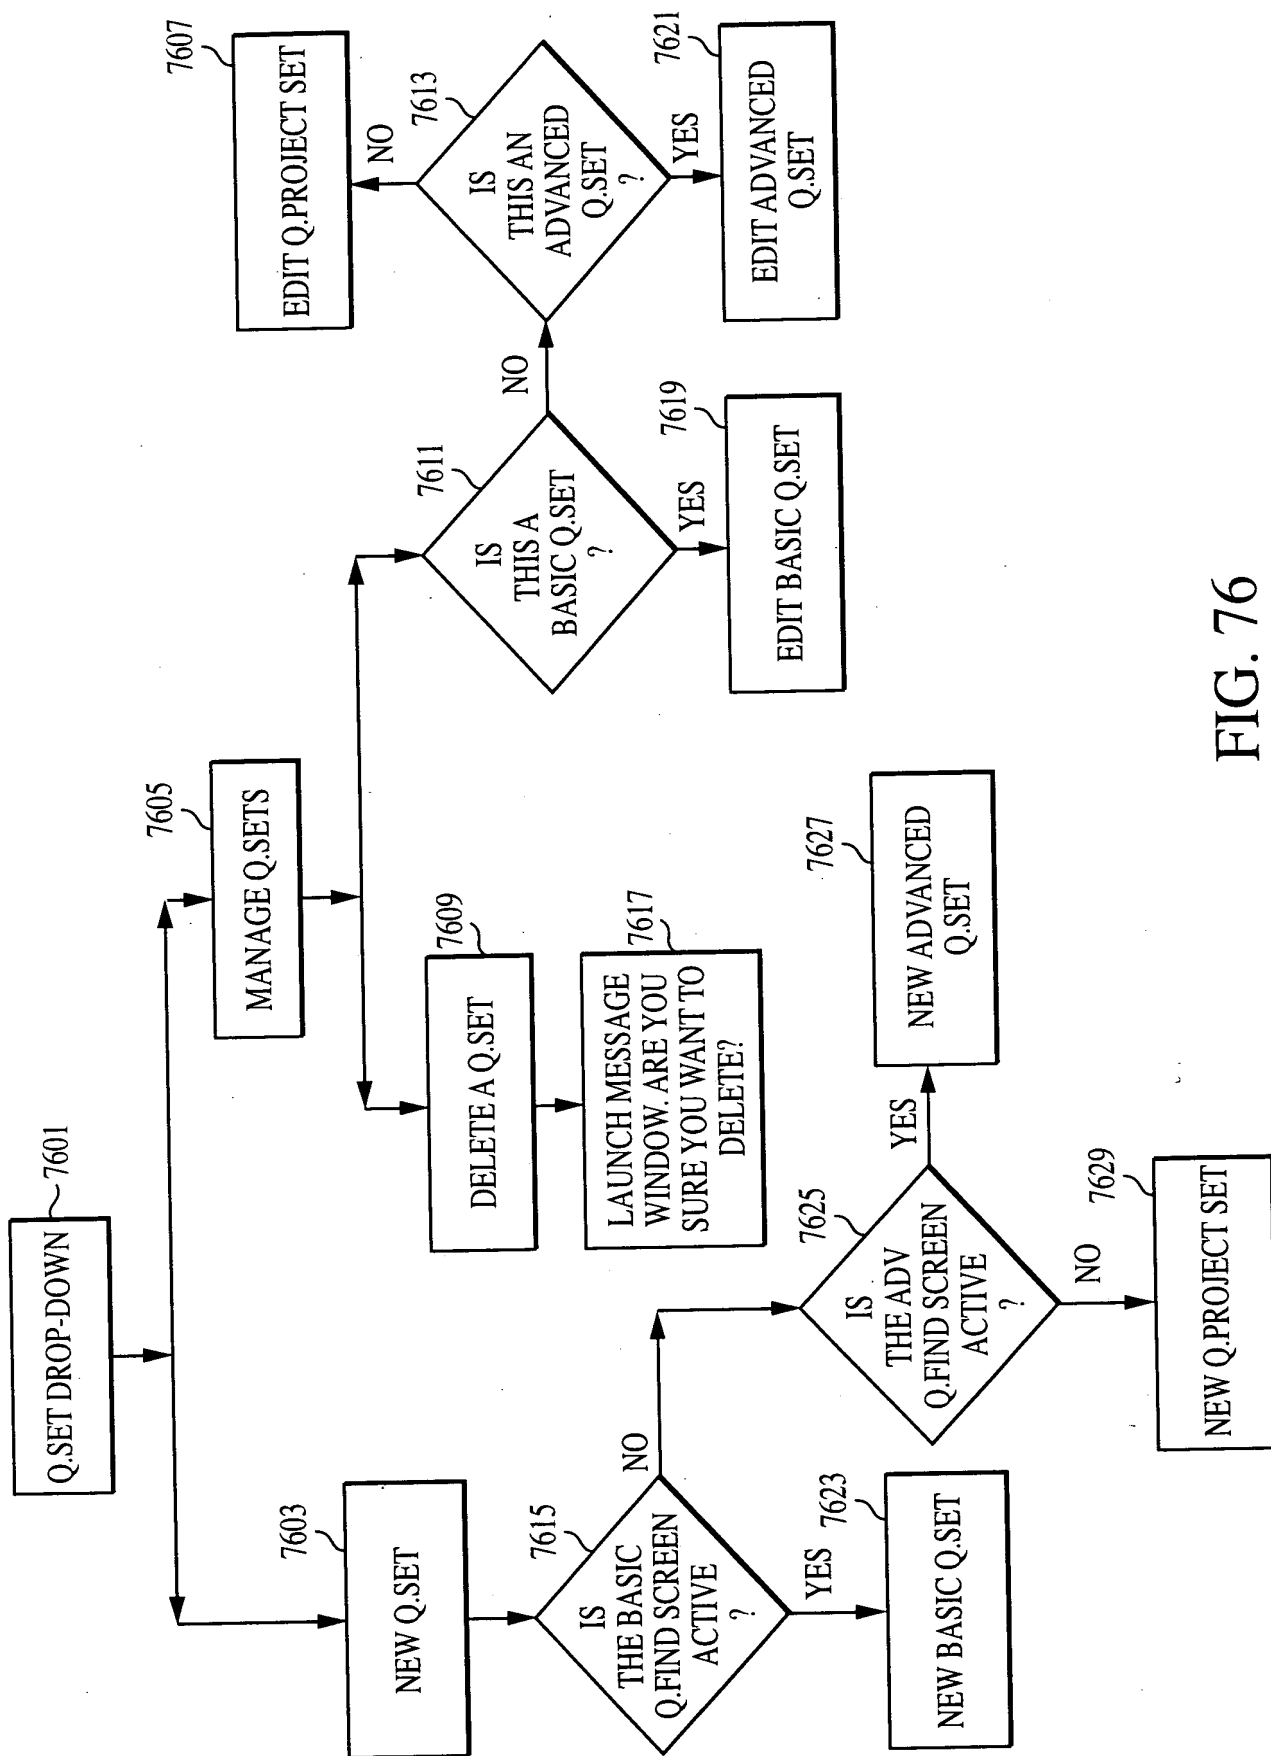 Q.SET DROP-DOWN
7601
NEW Q.SET
7603
MANAGE Q.SETS
7605
IS
THE BASIC
Q.FIND SCREEN
ACTIVE
?
7615
NO
YES
NEW BASIC Q.SET
7623
IS
THE ADV
Q.FIND SCREEN
ACTIVE
?
7625
YES
NO
NEW ADVANCED
Q.SET
7627
NEW Q.PROJECT SET
7629
DELETE A Q.SET
7609
LAUNCH MESSAGE
WINDOW. ARE YOU
SURE YOU WANT TO
DELETE?
7617
IS
THIS A
BASIC Q.SET
?
7611
NO
YES
EDIT BASIC Q.SET
7619
IS
THIS AN
ADVANCED
Q.SET
?
7613
NO
YES
EDIT Q.PROJECT SET
7607
EDIT ADVANCED
Q.SET
7621
FIG. 76